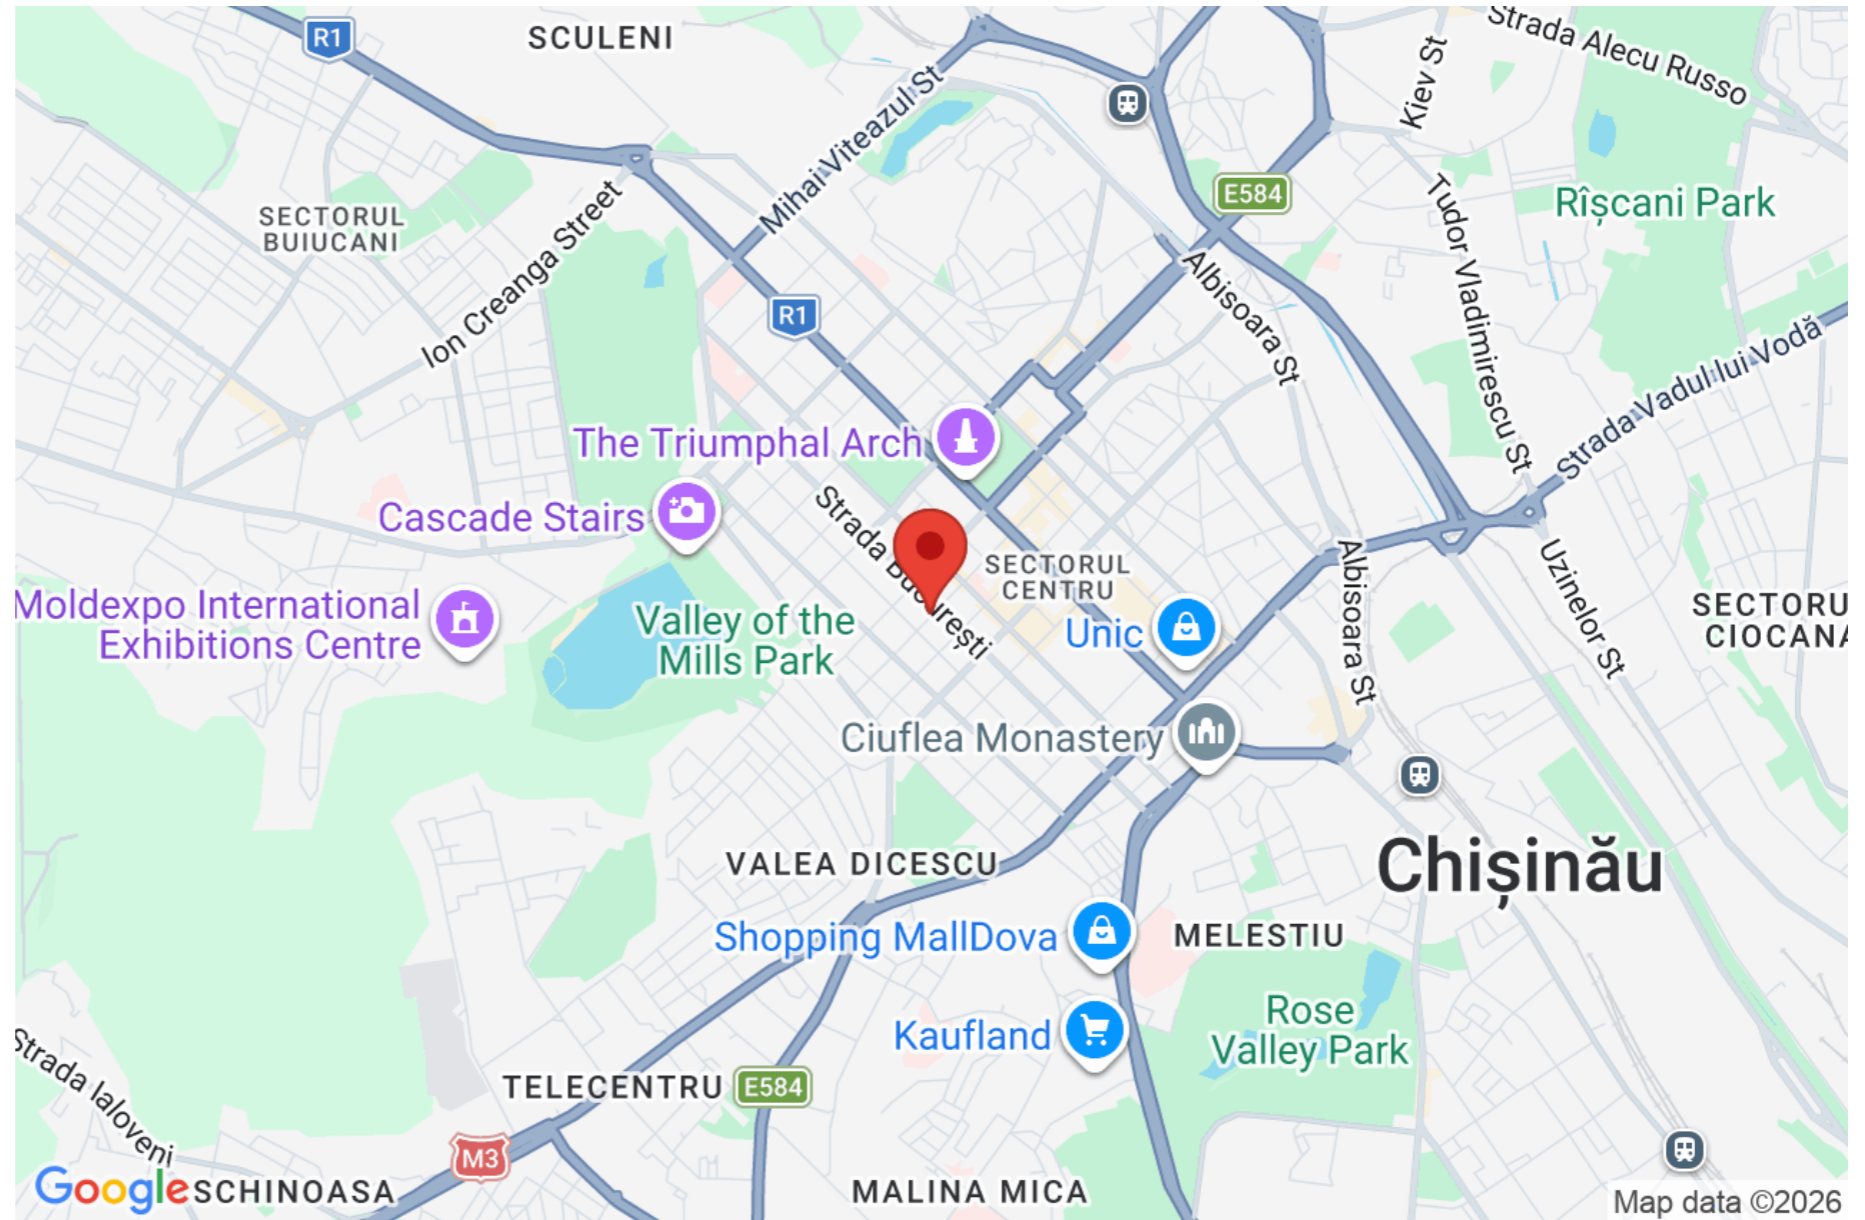 R1
SCULENI
Strada Alecu Russo
Kiev St
Mihai Viteazul St
E584
Rîșcani Park
SECTORUL
BUIUCANI
Ion Creanga Street
Tudor Vladimirescu St
Albisoara St
R1
Strada Vadul lui Vodă
The Triumphal Arch
Cascade Stairs
Strada București
SECTORUL
CENTRU
Albisoara St
Uzinelor St
Moldexpo International
Exhibitions Centre
Valley of the
Mills Park
Unic
SECTORU
CIOCANA
Ciuflea Monastery
Chișinău
VALEA DICESCU
Shopping MallDova
MELESTIU
Kaufland
Rose
Valley Park
Strada Ialoveni
TELECENTRU
E584
M3
Google
SCHINOASA
MALINA MICA
Map data ©2026